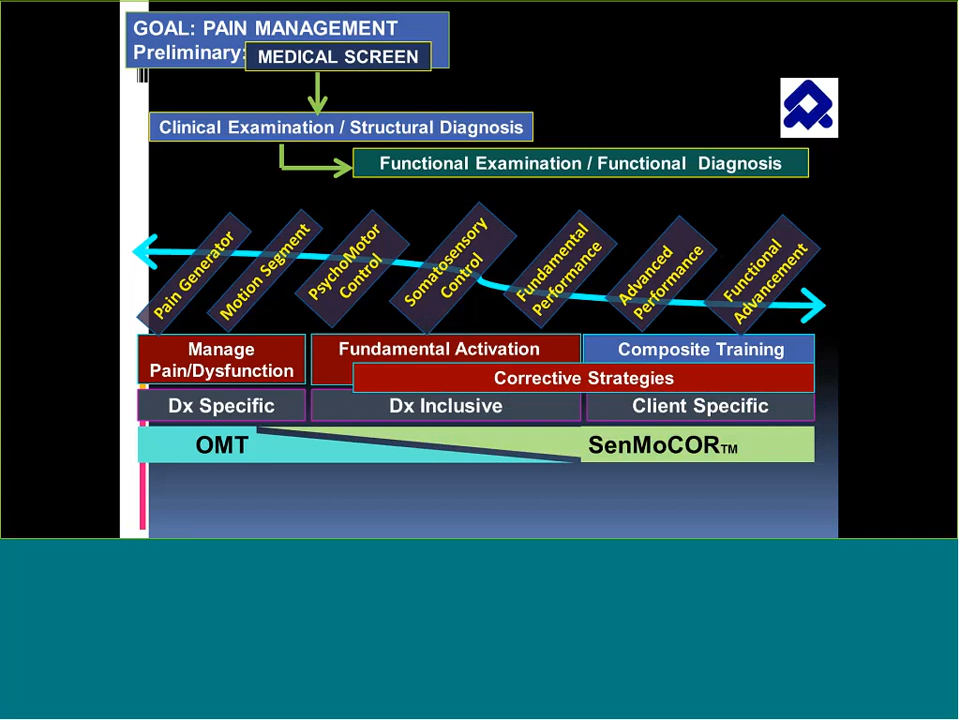 GOAL: PAIN MANAGEMENT
Preliminary:
MEDICAL SCREEN
Clinical Examination / Structural Diagnosis
Functional Examination / Functional Diagnosis
Pain Generator
Motion Segment
PsychoMotor
Control
Somatosensory
Control
Fundamental
Performance
Advanced
Performance
Functional
Advancement
Manage
Pain/Dysfunction
Fundamental Activation
Composite Training
Corrective Strategies
Dx Specific
Dx Inclusive
Client Specific
OMT
SenMoCOR™